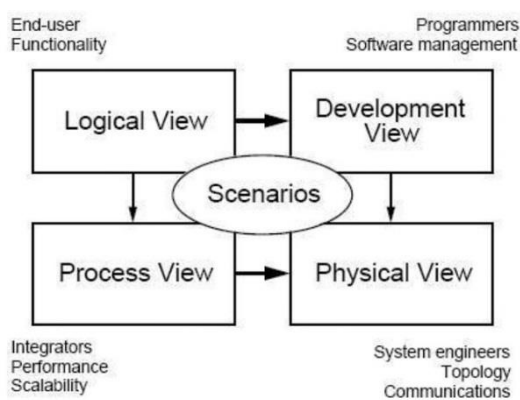 End-user
Functionality
Programmers
Software management
Logical View
Development
View
Scenarios
Process View
Physical View
Integrators
Performance
Scalability
System engineers
Topology
Communications